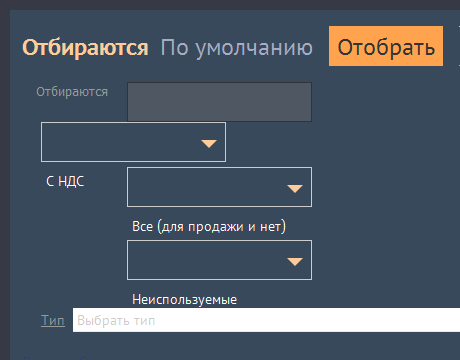 Отбираются По умолчанию Отобрать
Отбираются
С НДС
Все (для продажи и нет)
Неиспользуемые
Тип Выбрать тип